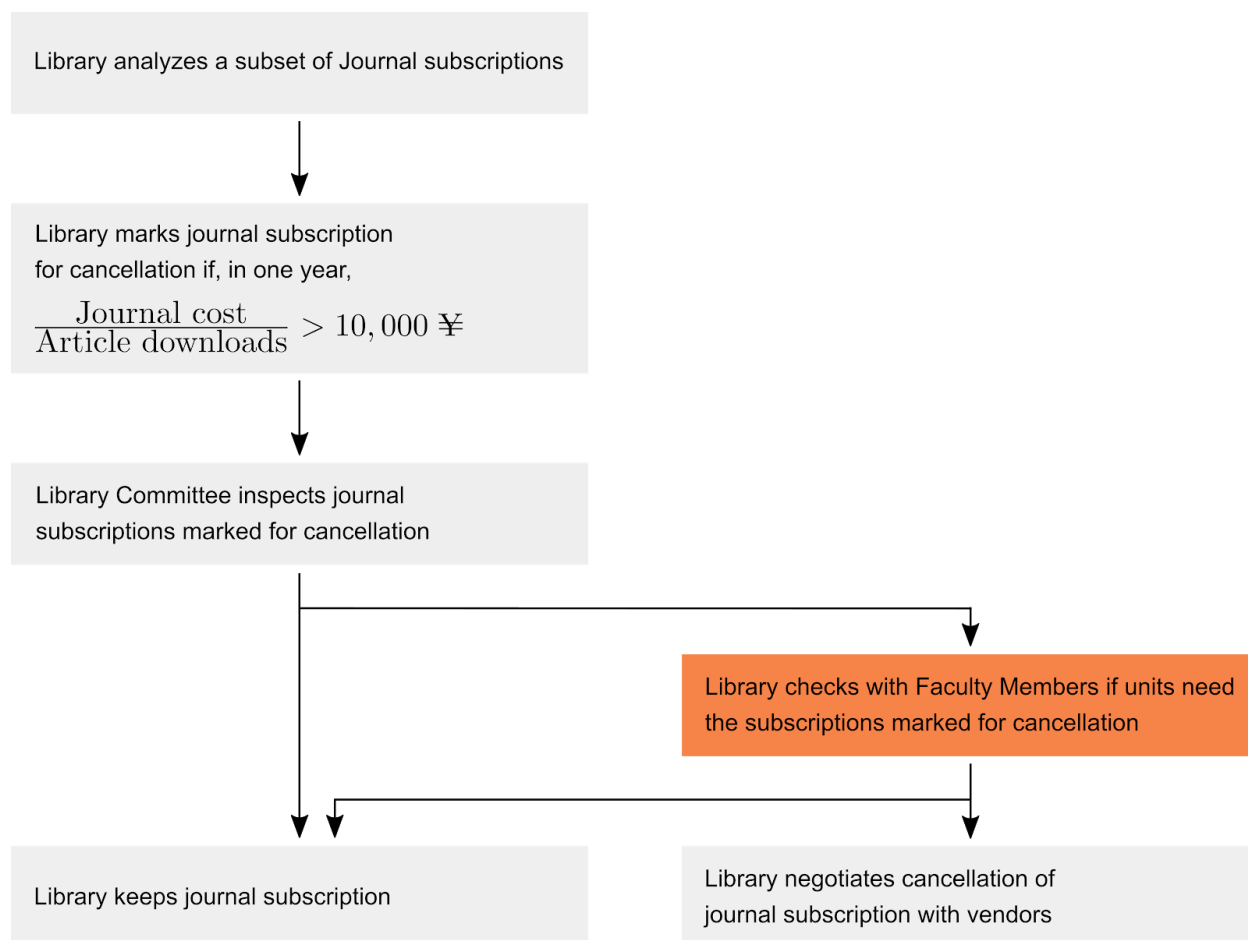 Library analyzes a subset of Journal subscriptions
Library marks journal subscription
for cancellation if, in one year,
Journal cost
Article downloads > 10,000 ¥
Library Committee inspects journal
subscriptions marked for cancellation
Library checks with Faculty Members if units need
the subscriptions marked for cancellation
Library keeps journal subscription
Library negotiates cancellation of
journal subscription with vendors